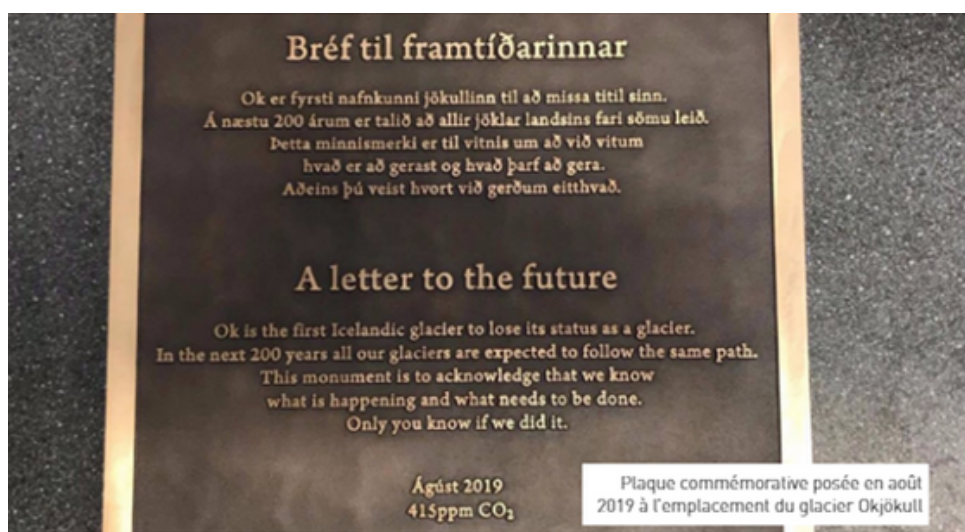 Bréf til framtíðarinnar
Ok er fyrsti nafnkunni jökullinn til að missa titil sinn.
Á næstu 200 árum er talið að allir jöklar landsins fari sömu leið.
Þetta minnismerki er til vitnis um að við vitum
hvað er að gerast og hvað þarf að gera.
Aðeins þú veist hvort við gerðum eitthvað.
A letter to the future
Ok is the first Icelandic glacier to lose its status as a glacier.
In the next 200 years all our glaciers are expected to follow the same path.
This monument is to acknowledge that we know
what is happening and what needs to be done.
Only you know if we did it.
Ágúst 2019
415ppm CO₂
Plaque commémorative posée en août
2019 à l'emplacement du glacier Okjökull